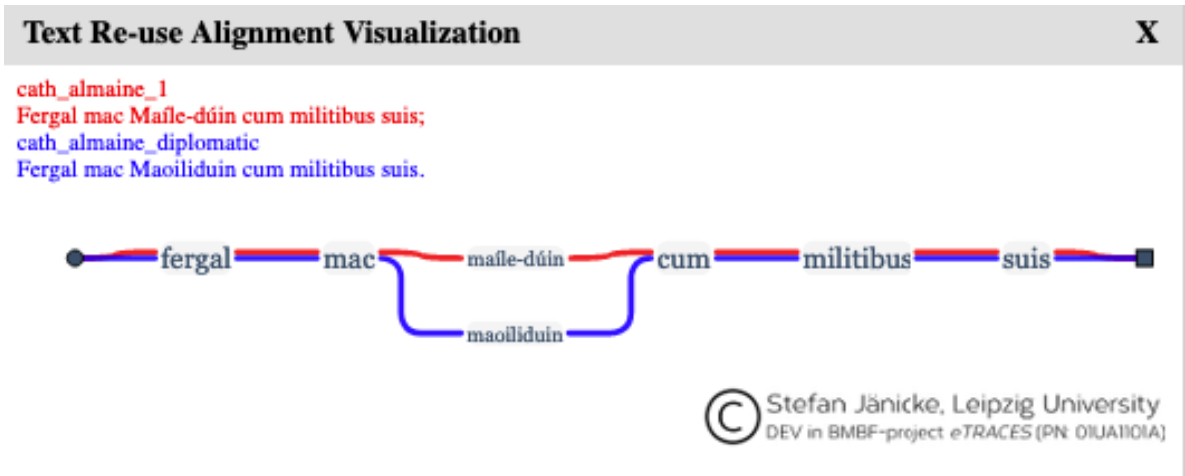 Text Re-use Alignment Visualization X
cath_almaine_1
Fergal mac Maíle-dúin cum militibus suis;
cath_almaine_diplomatic
Fergal mac Maoiliduin cum militibus suis.
fergal mac maíle-dúin cum militibus suis
maoiliduin
© Stefan Jänicke, Leipzig University
DEV in BMBF-project eTRACES (PN: 01UA1101A)